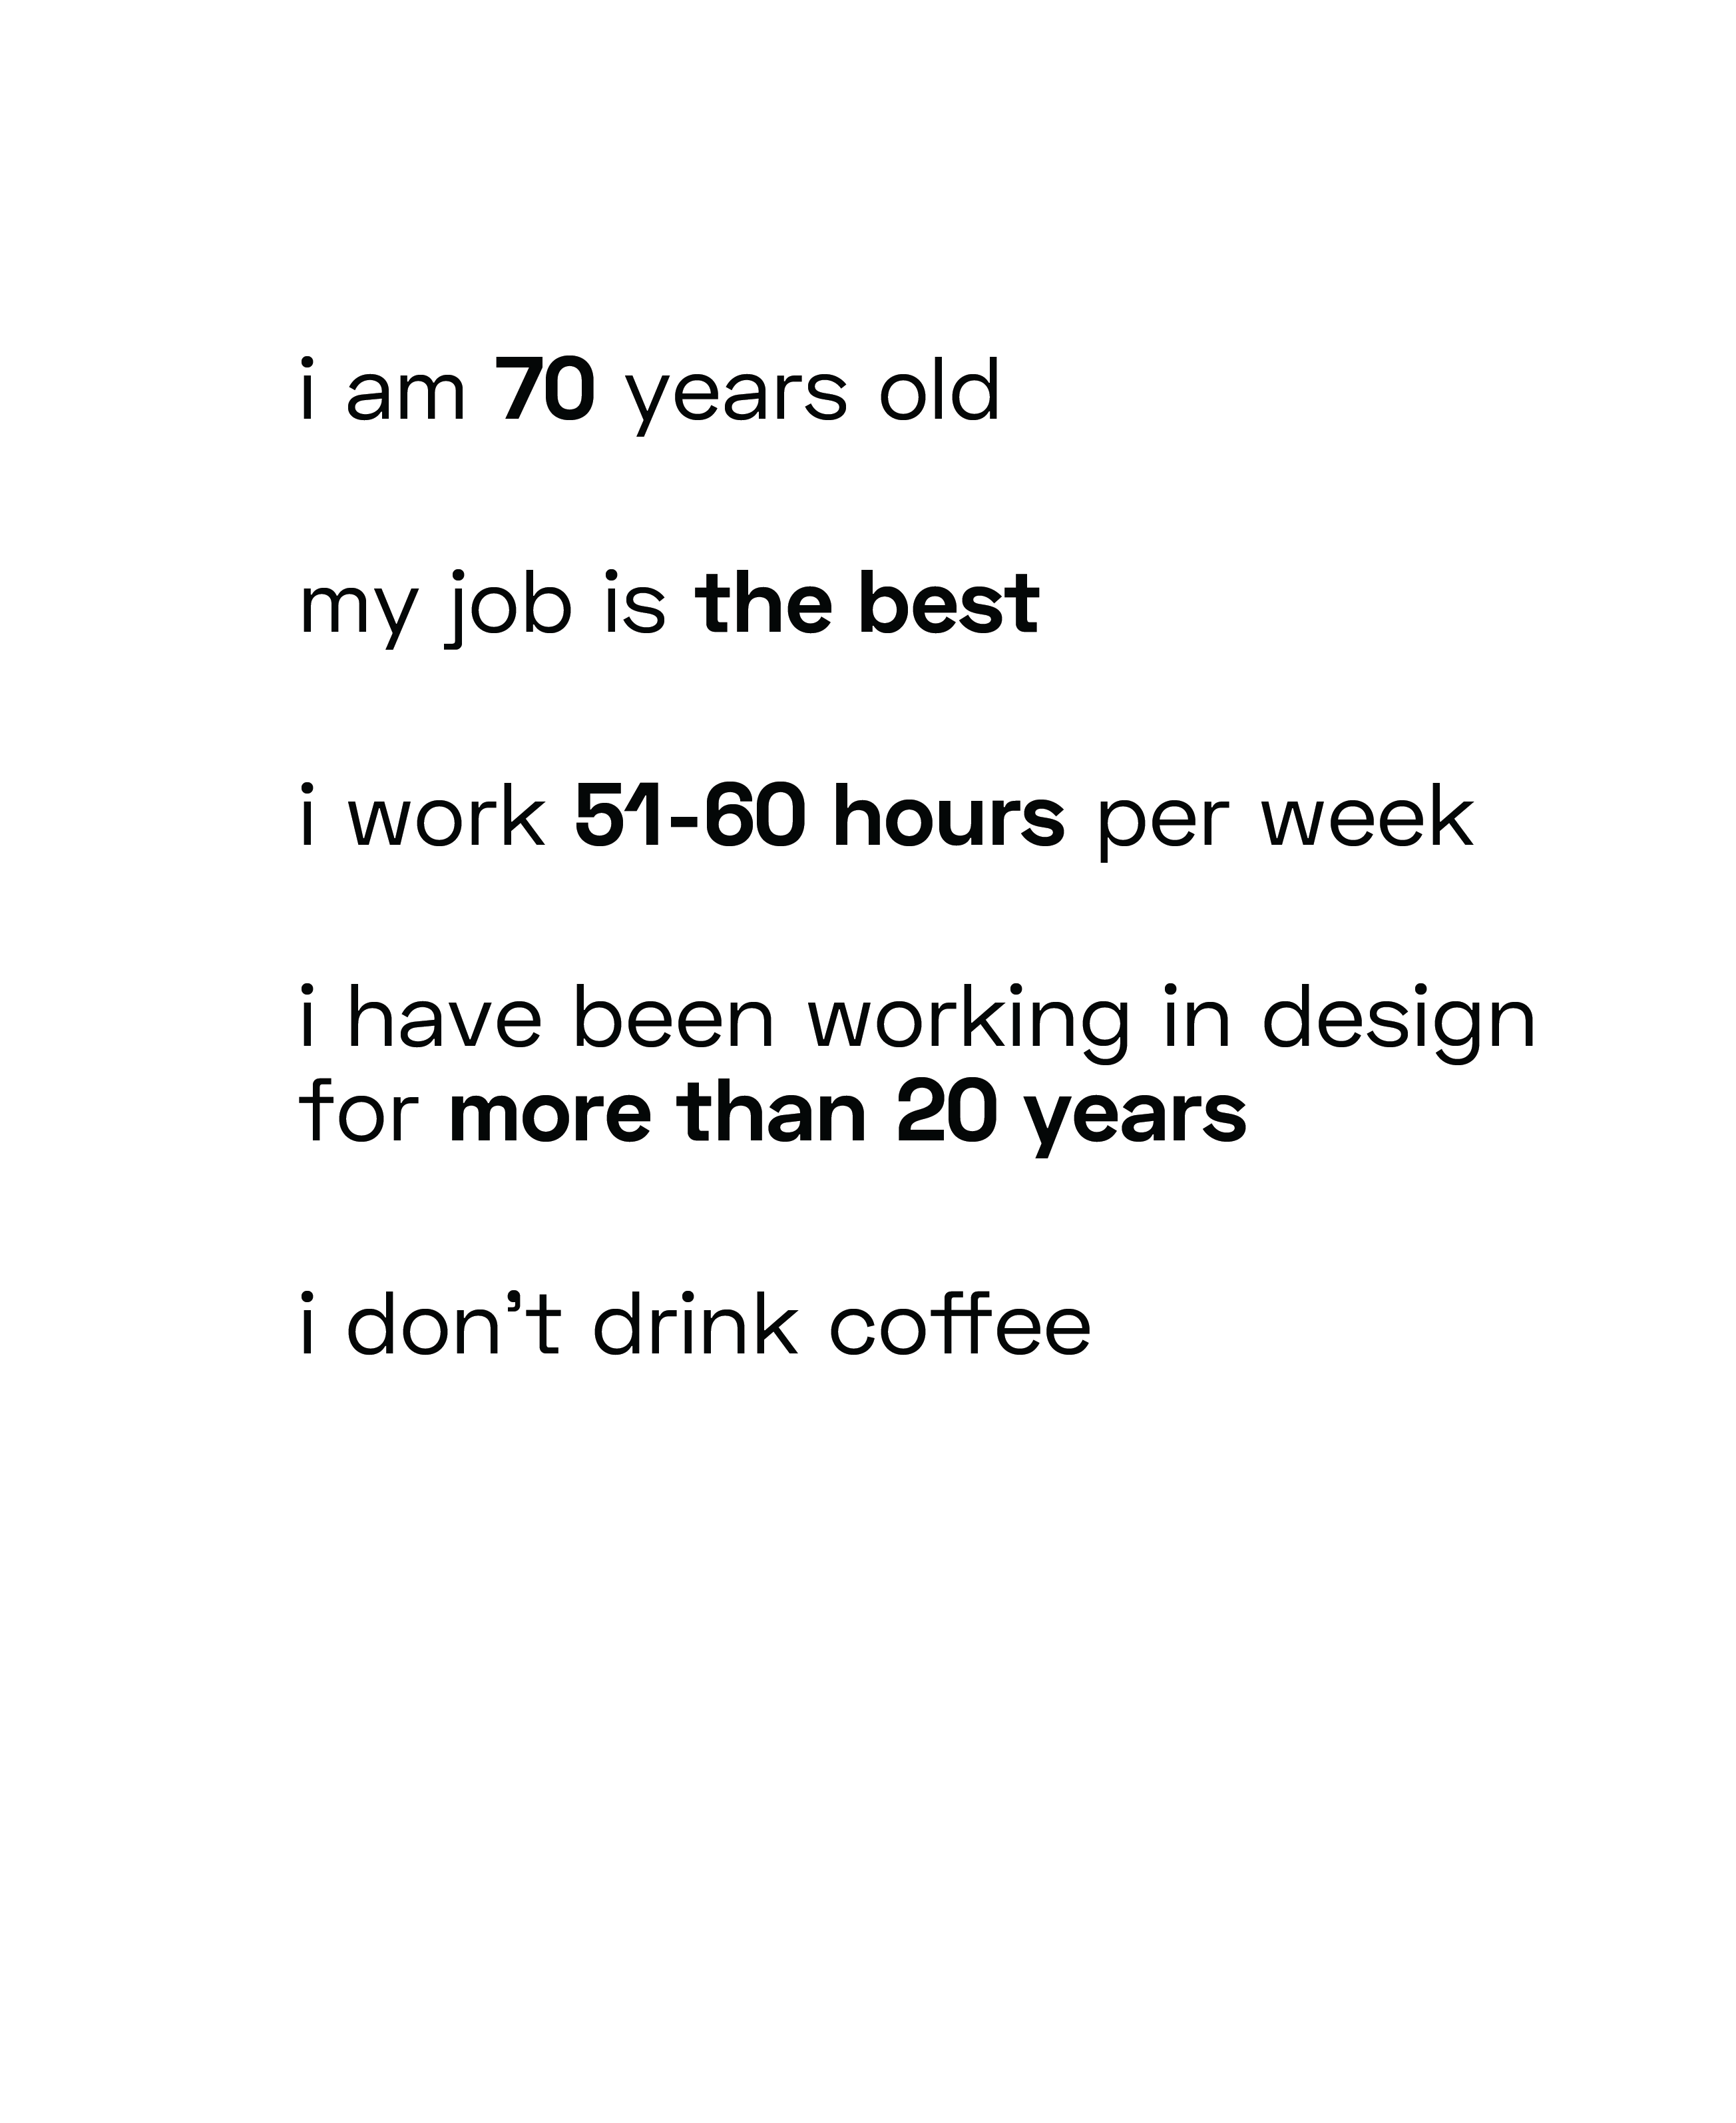 i am 70 years old
my job is the best
i work 51-60 hours per week
i have been working in design
for more than 20 years
i don’t drink coffee